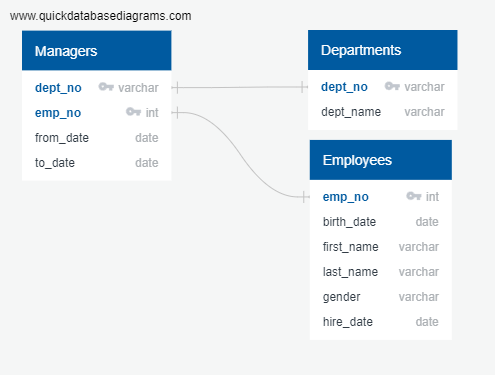 www.quickdatabasediagrams.com
Managers
dept_no varchar
emp_no int
from_date date
to_date date
Departments
dept_no varchar
dept_name varchar
Employees
emp_no int
birth_date date
first_name varchar
last_name varchar
gender varchar
hire_date date